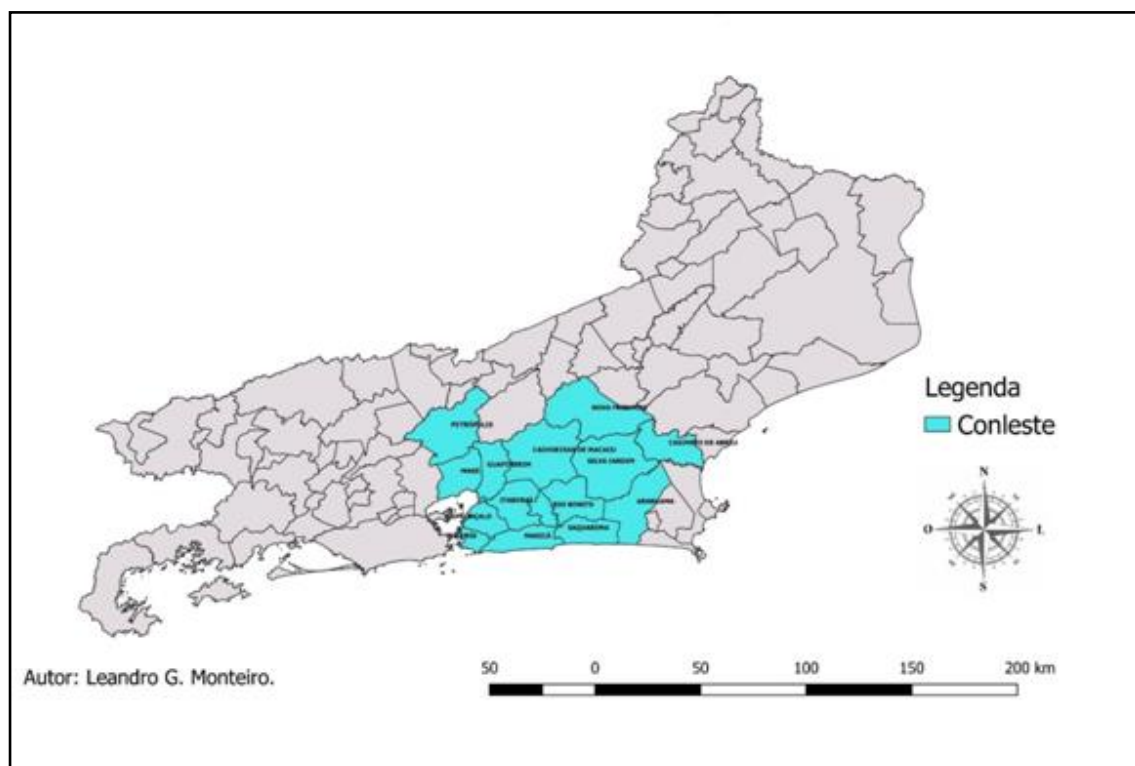 NOVA FRIBURGO
PETRÓPOLIS
CASIMIRO DE ABREU
CACHOEIRAS DE MACACU
SILVA JARDIM
MAGÉ
GUAPIMIRIM
ITABORAÍ
RIO BONITO
ARARUAMA
GONÇALO
SAQUAREMA
MARICÁ
Legenda
Conleste
N
O
L
S
Autor: Leandro G. Monteiro.
50 0 50 100 150 200 km